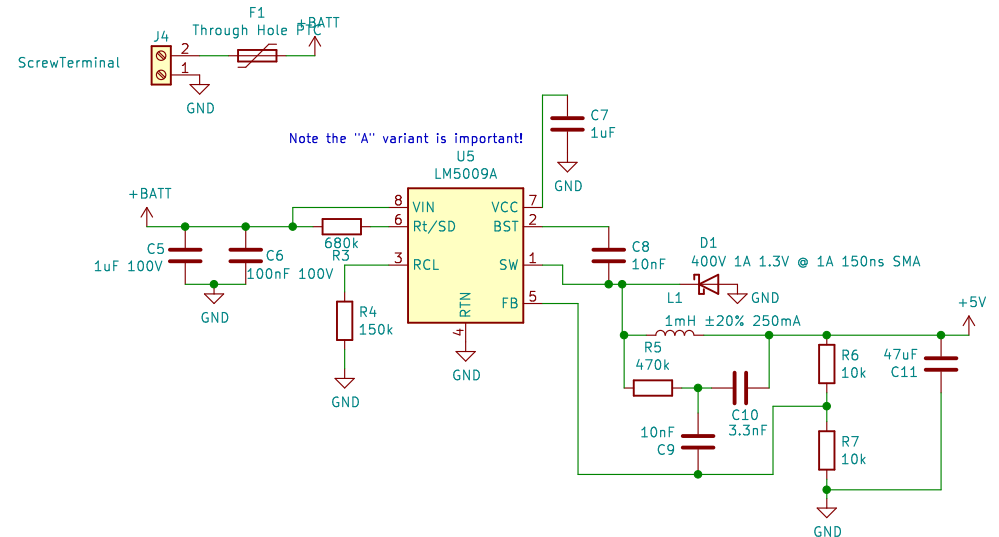 F1
+BATT
Through Hole PTC
J4
ScrewTerminal
2
1
GND
C7
1uF
Note the "A" variant is important!
U5
LM5009A
GND
+BATT
8
VIN
VCC
7
6
Rt/SD
BST
2
680k
R3
C5
1uF 100V
C6
100nF 100V
3
RCL
SW
1
C8
10nF
D1
400V 1A 1.3V @ 1A 150ns SMA
GND
R4
150k
RTN
4
FB
5
GND
L1
1mH ±20% 250mA
+5V
GND
GND
R5
470k
R6
10k
47uF
C11
C10
3.3nF
10nF
C9
R7
10k
GND